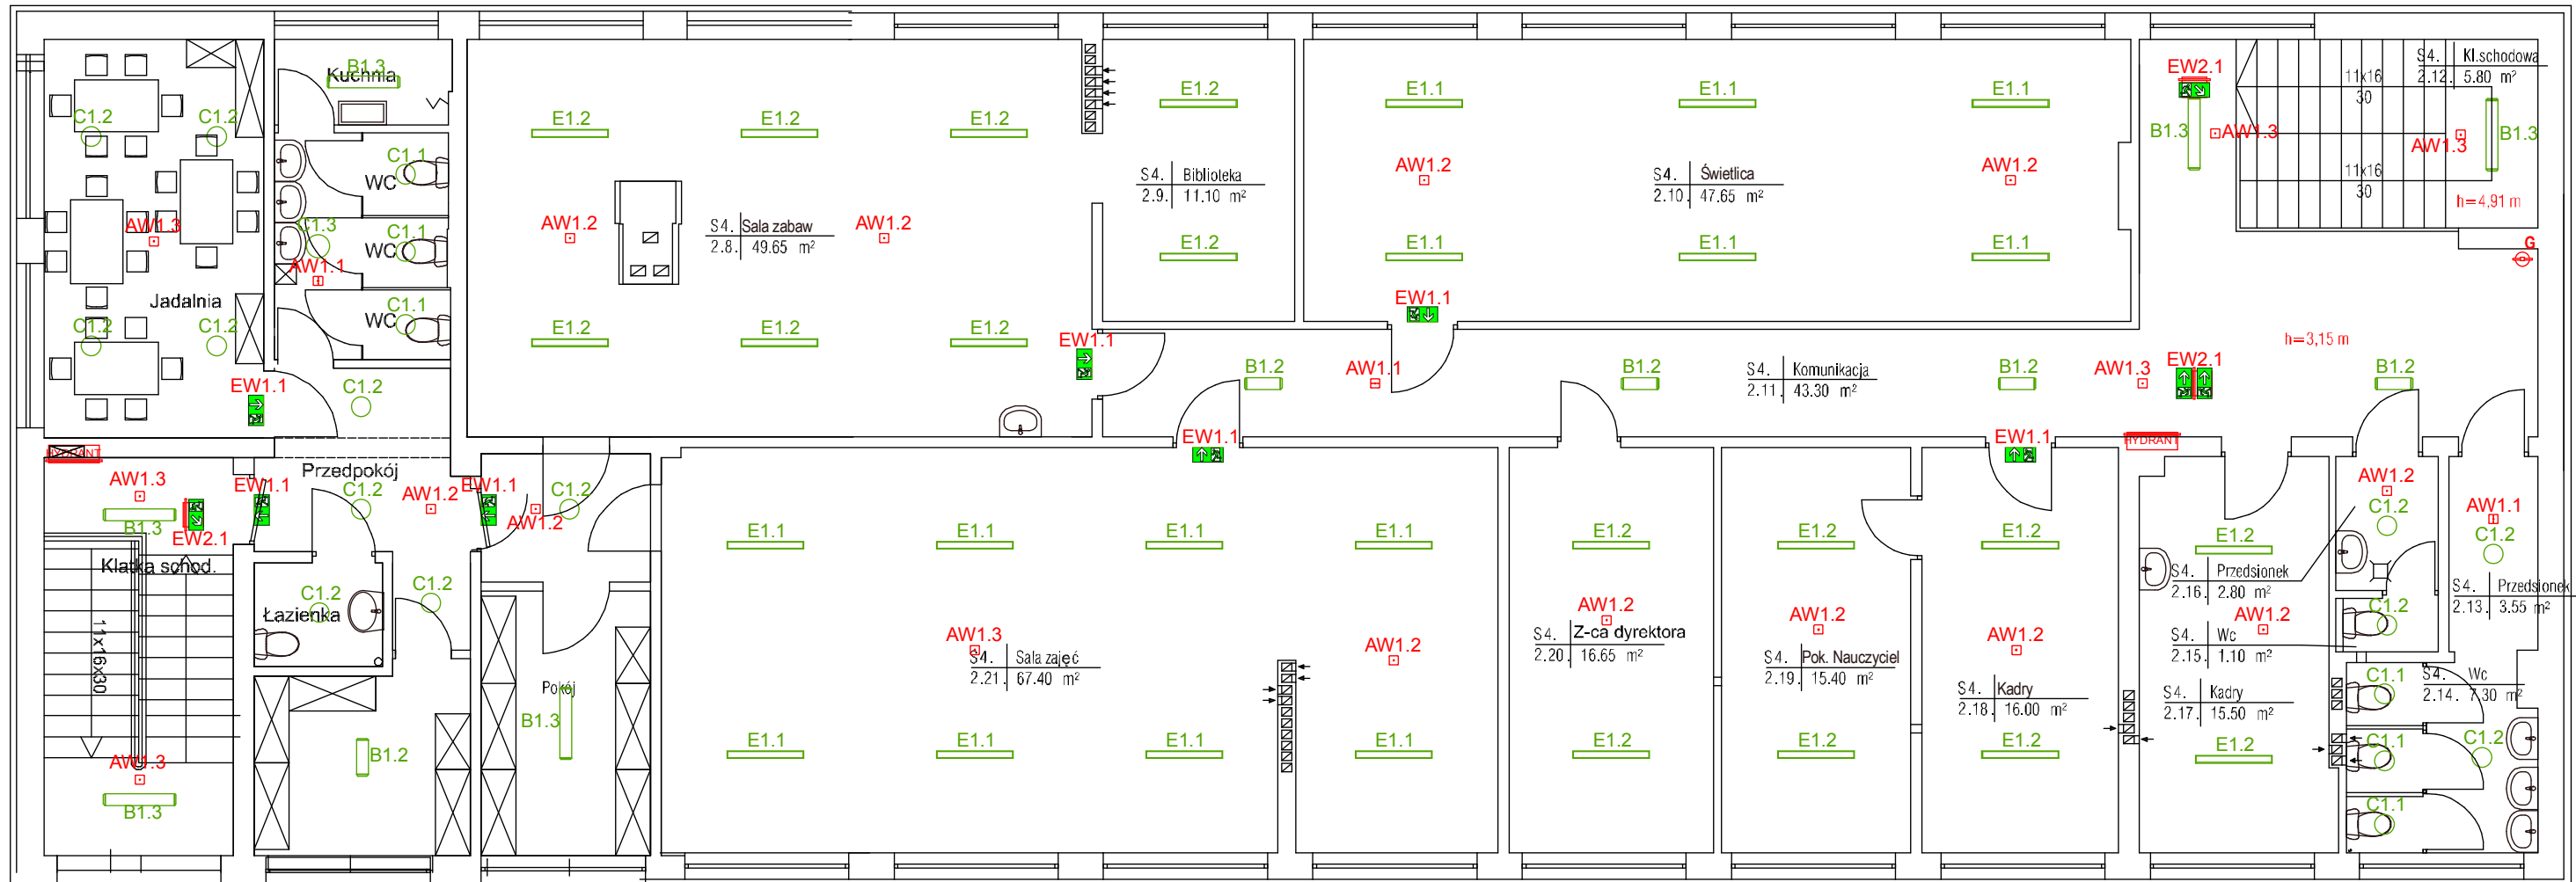 Kuchnia
B1.3
C1.2
C1.2
C1.1
WC
C1.3
C1.1
WC
AW1.1
C1.1
WC
AW1.3
Jadalnia
C1.2
C1.2
EW1.1
C1.2
E1.2
E1.2
E1.2
AW1.2
AW1.2
S4. Sala zabaw
2.8. 49.65 m²
E1.2
E1.2
E1.2
EW1.1
E1.2
S4. Biblioteka
2.9. 11.10 m²
E1.2
E1.1
E1.1
E1.1
AW1.2
AW1.2
S4. Świetlica
2.10. 47.65 m²
E1.1
E1.1
E1.1
EW1.1
EW2.1
B1.3
AW1.3
11x16
30
11x16
30
S4. Kl.schodowa
2.12. 5.80 m²
AW1.3
B1.3
h=4,91 m
G
h=3,15 m
B1.2
AW1.1
B1.2
S4. Komunikacja
2.11. 43.30 m²
B1.2
AW1.3
EW2.1
B1.2
HYDRANT
AW1.3
B1.3
EW2.1
Klatka schod.
11x16x30
AW1.3
B1.3
EW1.1
Przedpokój
C1.2
AW1.2
EW1.1
AW1.2
C1.2
C1.2
Łazienka
C1.2
B1.2
Pokój
B1.3
EW1.1
E1.1
E1.1
E1.1
E1.1
AW1.3
S4. Sala zajęć
2.21. 67.40 m²
AW1.2
E1.1
E1.1
E1.1
E1.1
E1.2
AW1.2
S4. Z-ca dyrektora
2.20. 16.65 m²
E1.2
E1.2
AW1.2
S4. Pok. Nauczyciel
2.19. 15.40 m²
E1.2
EW1.1
E1.2
AW1.2
S4. Kadry
2.18. 16.00 m²
E1.2
HYDRANT
E1.2
S4. Przedsionek
2.16. 2.80 m²
AW1.2
S4. Wc
2.15. 1.10 m²
S4. Kadry
2.17. 15.50 m²
E1.2
AW1.2
C1.2
C1.2
AW1.1
C1.2
S4. Przedsionek
2.13. 3.55 m²
C1.1
S4. Wc
2.14. 7.30 m²
C1.1
C1.2
C1.1